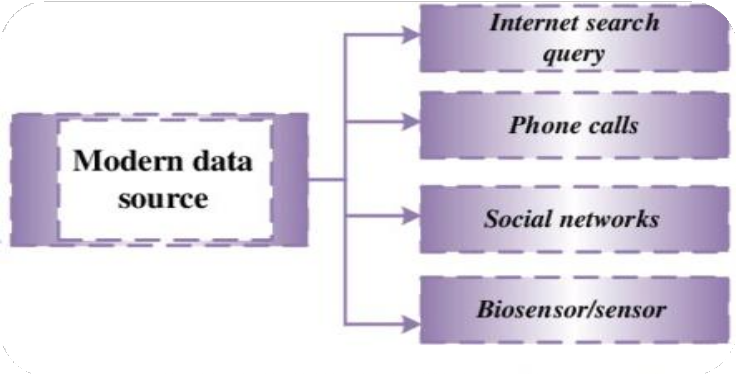 Modern data
source
Internet search
query
Phone calls
Social networks
Biosensor/sensor